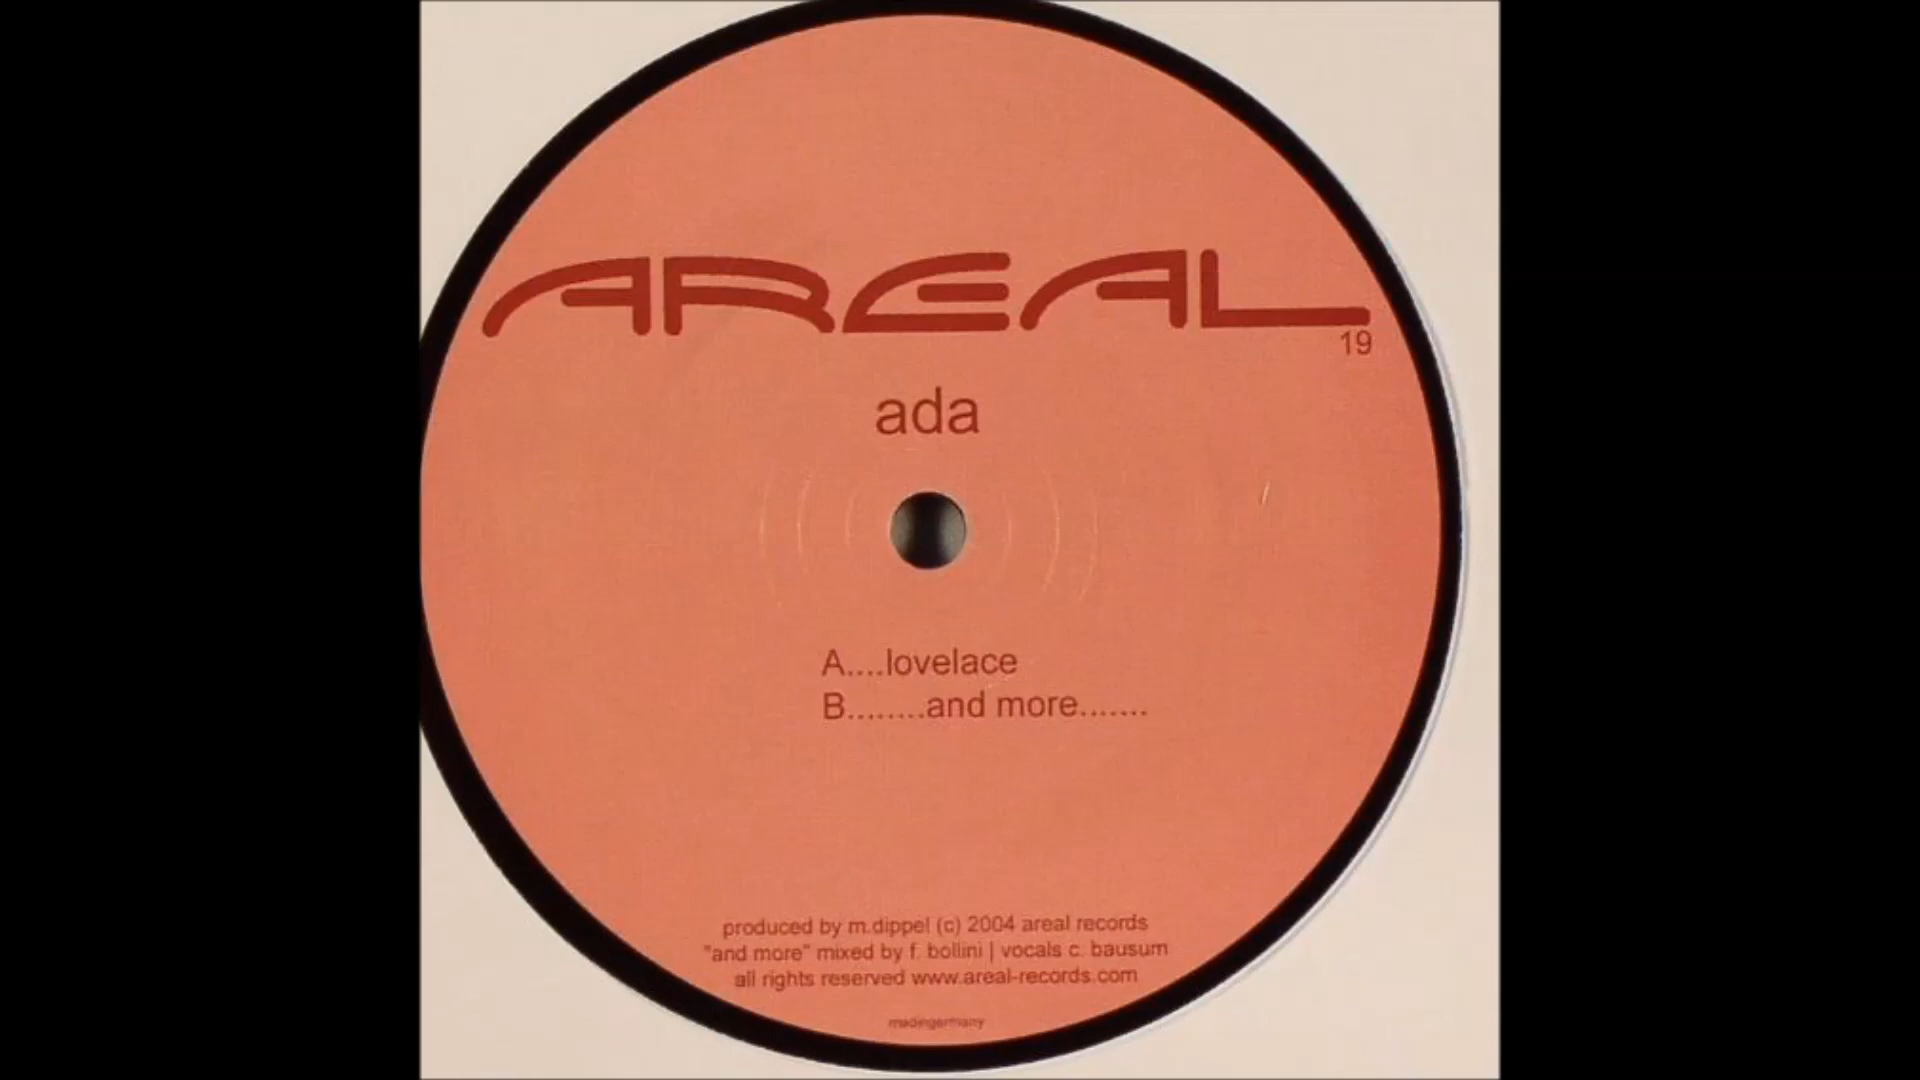 AREAL
19
ada
A....lovelace
B........and more.......
produced by m.dippel (c) 2004 areal records
"and more" mixed by f. bollini | vocals c. bausum
all rights reserved www.areal-records.com
madeingermany